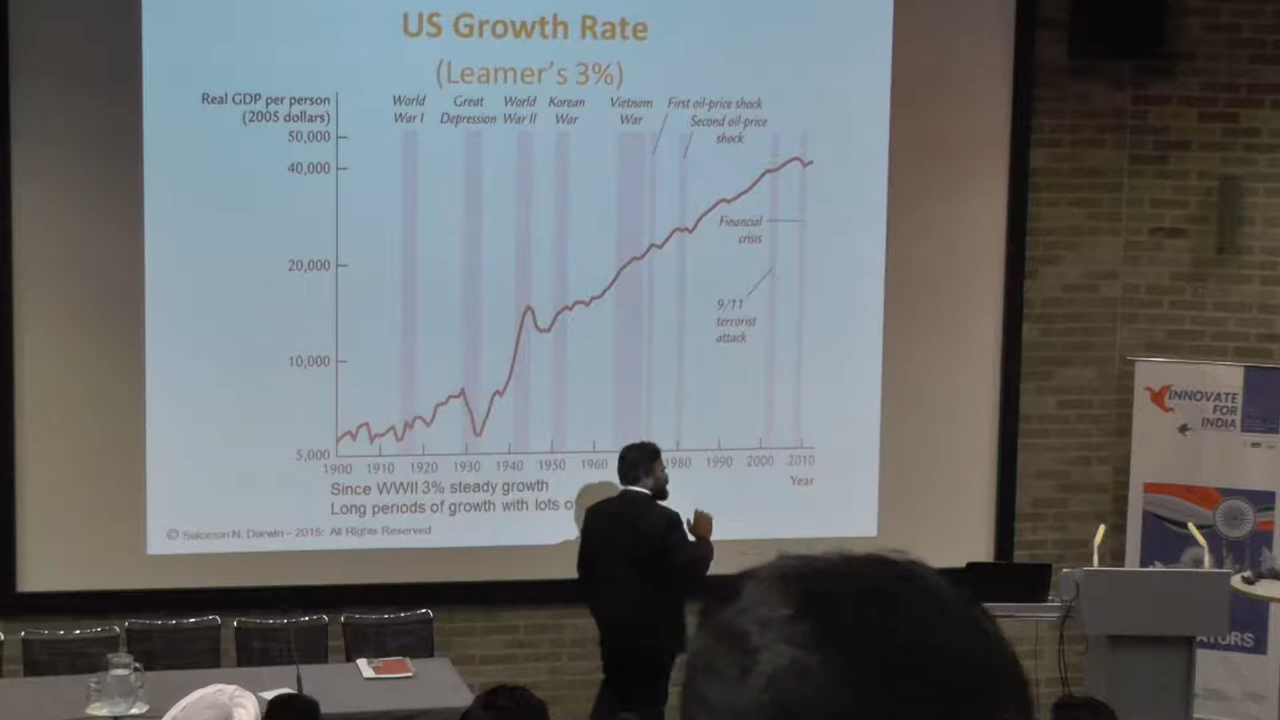 US Growth Rate
(Leamer's 3%)
Real GDP per person
(2005 dollars)
World
War I
Great
Depression
World
War II
Korean
War
Vietnam
War
First oil-price shock
Second oil-price
shock
50,000
40,000
20,000
10,000
5,000
Financial
crisis
9/11
terrorist
attack
1900 1910 1920 1930 1940 1950 1960 1980 1990 2000 2010
Year
Since WWII 3% steady growth
Long periods of growth with lots o
© Solomon N. Darwin - 2015: All Rights Reserved
INNOVATE
FOR
INDIA
ATORS